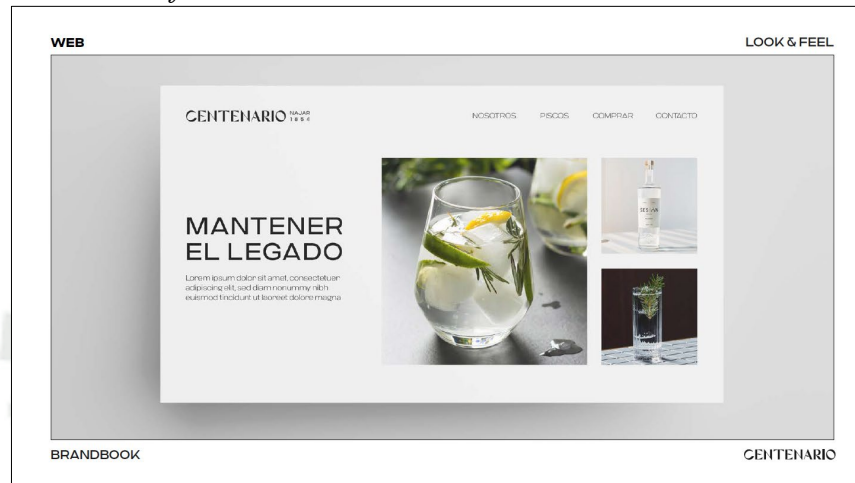 WEB
LOOK & FEEL
CENTENARIO NAJAR
1854
NOSOTROS PISCOS COMPRAR CONTACTO
MANTENER
EL LEGADO
Lorem ipsum dolor sit amet, consectetuer
adipiscing elit, sed diam nonummy nibh
euismod tincidunt ut laoreet dolore magna
BRANDBOOK
CENTENARIO